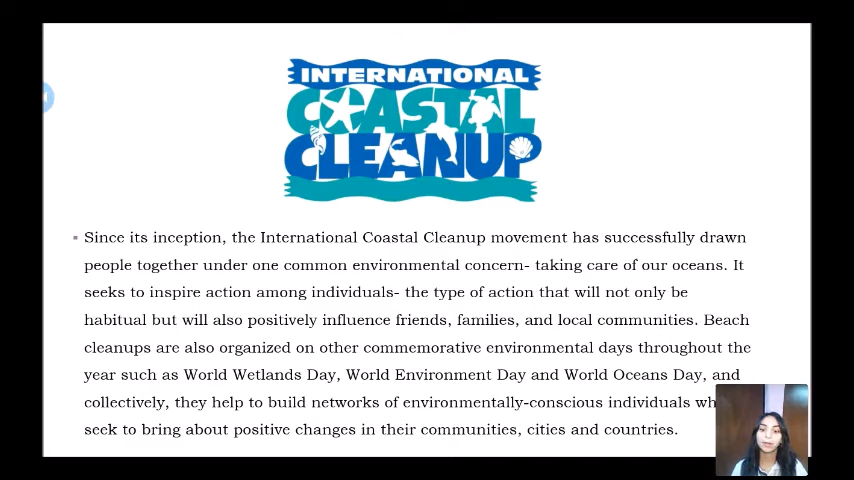 INTERNATIONAL
COASTAL
CLEANUP
Since its inception, the International Coastal Cleanup movement has successfully drawn
people together under one common environmental concern- taking care of our oceans. It
seeks to inspire action among individuals- the type of action that will not only be
habitual but will also positively influence friends, families, and local communities. Beach
cleanups are also organized on other commemorative environmental days throughout the
year such as World Wetlands Day, World Environment Day and World Oceans Day, and
collectively, they help to build networks of environmentally-conscious individuals
seek to bring about positive changes in their communities, cities and countries.